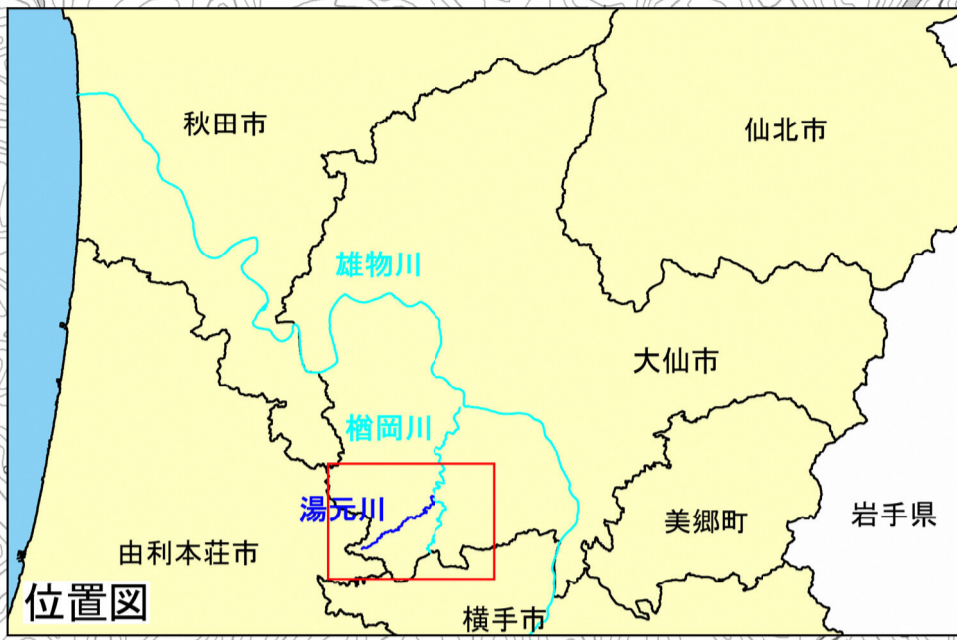 秋田市
仙北市
雄物川
大仙市
楢岡川
湯元川
美郷町
岩手県
由利本荘市
位置図
横手市